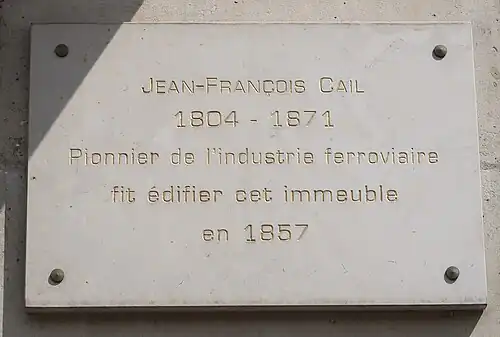 Jean-François Cail
1804 - 1871
Pionnier de l'industrie ferroviaire
fit édifier cet immeuble
en 1857